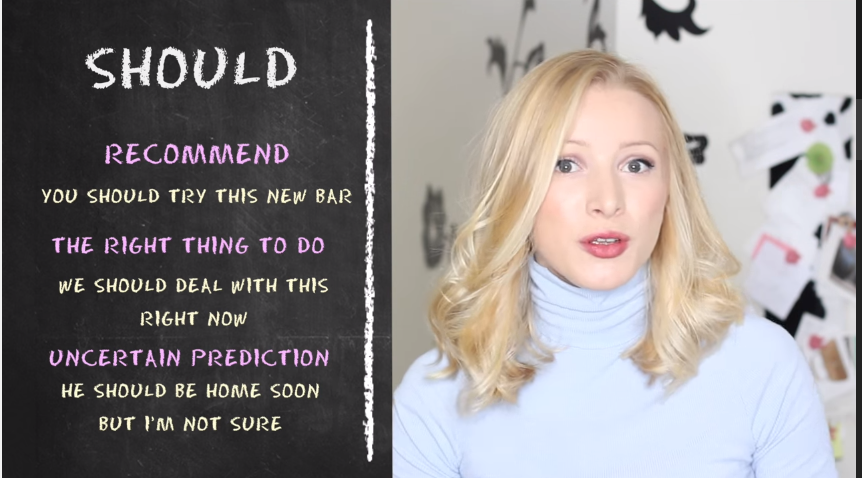 SHOULD
RECOMMEND
YOU SHOULD TRY THIS NEW BAR
THE RIGHT THING TO DO
WE SHOULD DEAL WITH THIS
RIGHT NOW
UNCERTAIN PREDICTION
HE SHOULD BE HOME SOON
BUT I'M NOT SURE